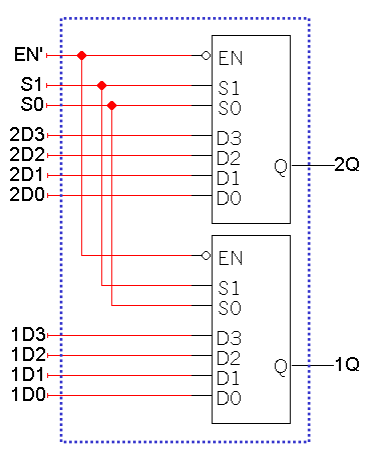 EN' EN
S1 S1
S0 S0
2D3 D3
2D2 D2
2D1 D1 Q 2Q
2D0 D0
EN
S1
S0
1D3 D3
1D2 D2
1D1 D1 Q 1Q
1D0 D0